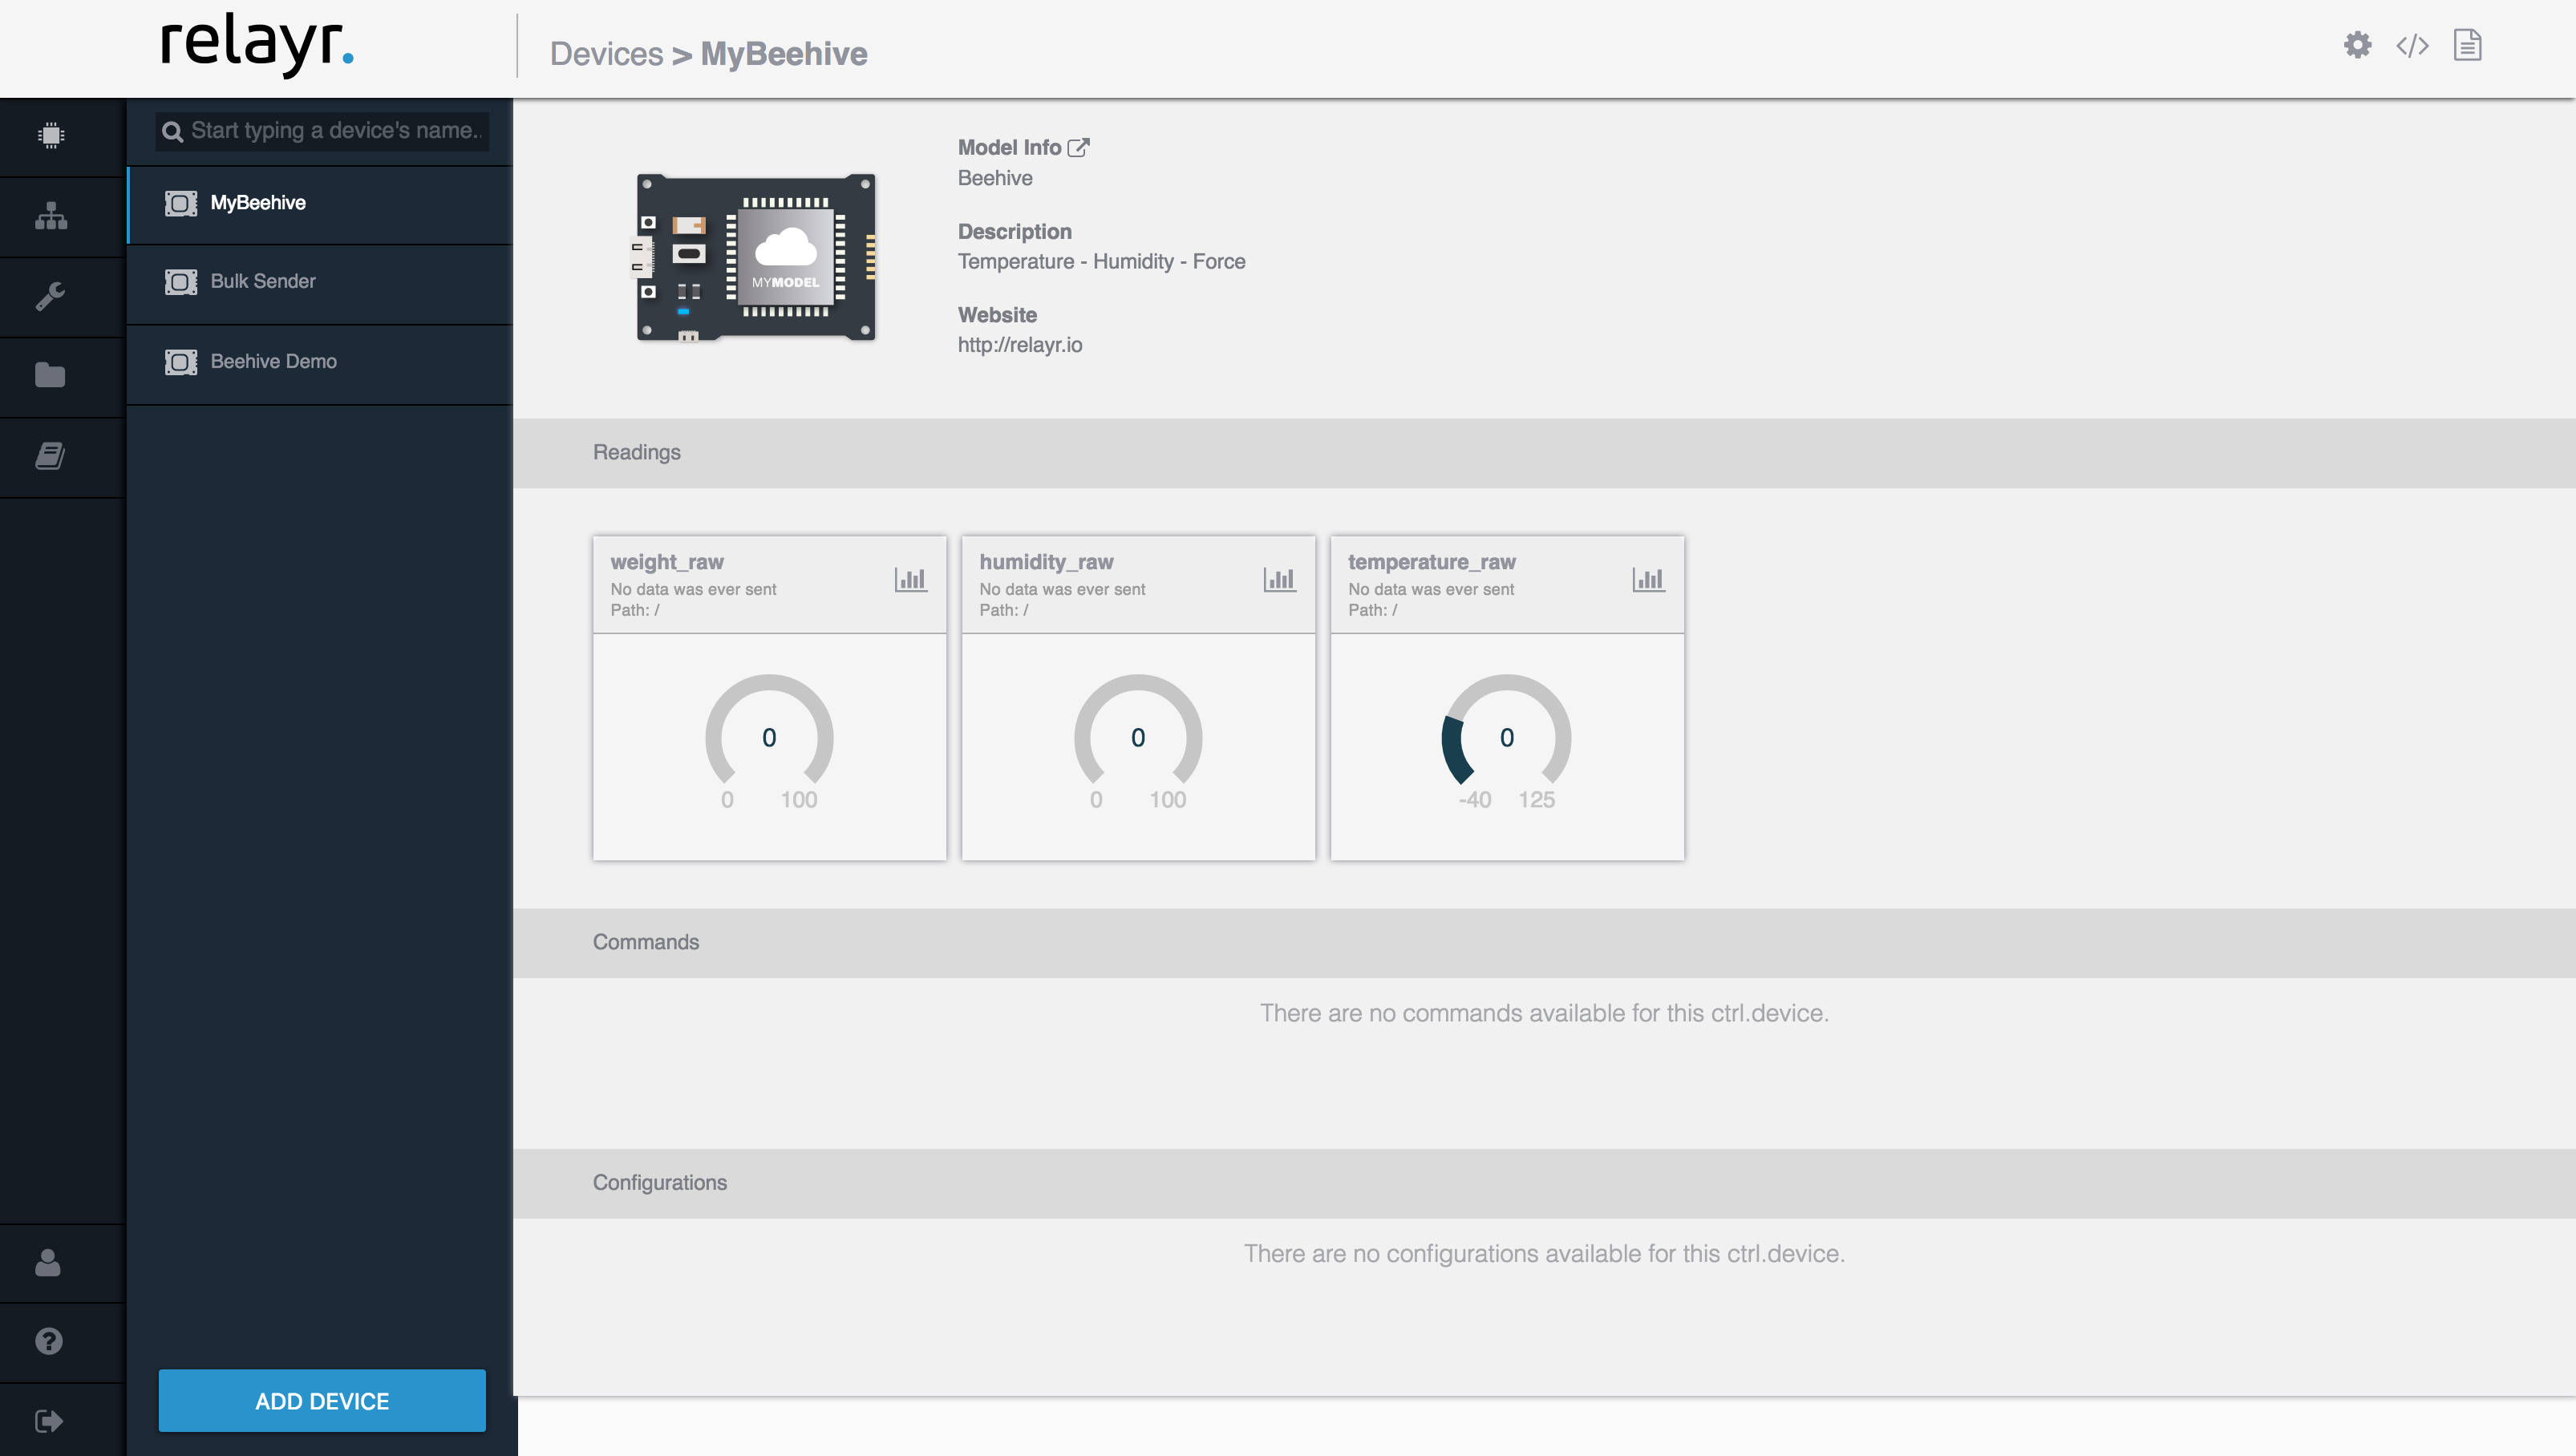 relayr.
Devices > MyBeehive
Start typing a device's name..
MyBeehive
Bulk Sender
Beehive Demo
ADD DEVICE
MYMODEL
Model Info
Beehive
Description
Temperature - Humidity - Force
Website
http://relayr.io
Readings
weight_raw
No data was ever sent
Path: /
0
0 100
humidity_raw
No data was ever sent
Path: /
0
0 100
temperature_raw
No data was ever sent
Path: /
0
-40 125
Commands
There are no commands available for this ctrl.device.
Configurations
There are no configurations available for this ctrl.device.